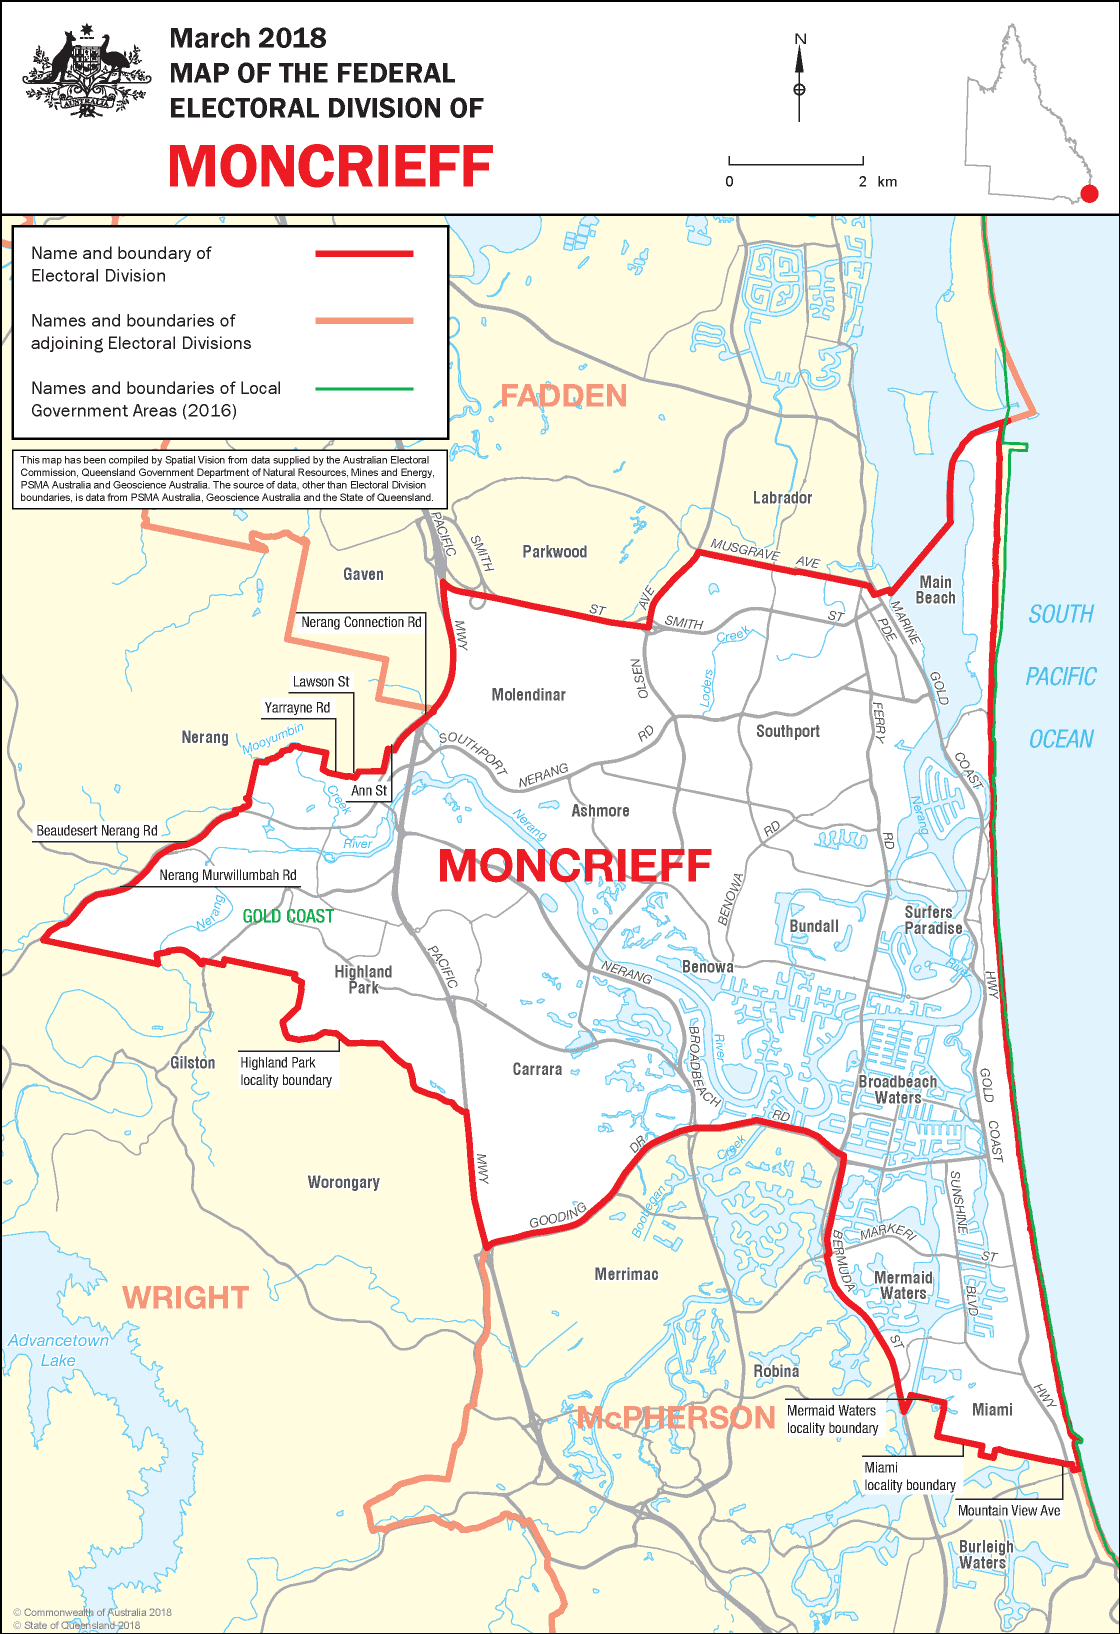 March 2018
MAP OF THE FEDERAL
ELECTORAL DIVISION OF
MONCRIEFF
AUSTRALIA
N
0 2 km
Name and boundary of
Electoral Division
Names and boundaries of
adjoining Electoral Divisions
Names and boundaries of Local
Government Areas (2016)
This map has been compiled by Spatial Vision from data supplied by the Australian Electoral
Commission, Queensland Government Department of Natural Resources, Mines and Energy,
PSMA Australia and Geoscience Australia. The source of data, other than Electoral Division
boundaries, is data from PSMA Australia, Geoscience Australia and the State of Queensland.
FADDEN
Labrador
PACIFIC
SMITH
Parkwood
MUSGRAVE AVE
Gaven
Main
Beach
AVE
ST
SMITH
ST
MARINE
PDE
SOUTH
PACIFIC
OCEAN
Nerang Connection Rd
MWY
Creek
Loders
OLSEN
Lawson St
Yarrayne Rd
Molendinar
GOLD
COAST
HWY
FERRY
RD
Southport
Nerang
Mooyumbin
Creek
SOUTHPORT
NERANG
RD
Ann St
Ashmore
Nerang
Nerang
Beaudesert Nerang Rd
River
RD
BENOWA
MONCRIEFF
Nerang Murwillumbah Rd
Nerang
GOLD COAST
Bundall
Surfers
Paradise
River
PACIFIC
Highland
Park
NERANG
Benowa
BROADBEACH
River
Gilston
Highland Park
locality boundary
Carrara
Broadbeach
Waters
GOLD
COAST
RD
DR
Creek
MWY
Worongary
GOODING
Boobegan
SUNSHINE
BLVD
MARKERI
ST
BERMUDA
ST
Merrimac
Mermaid
Waters
WRIGHT
Advancetown
Lake
Robina
McPHERSON
Mermaid Waters
locality boundary
Miami
HWY
Miami
locality boundary
Mountain View Ave
Burleigh
Waters
© Commonwealth of Australia 2018
© State of Queensland 2018